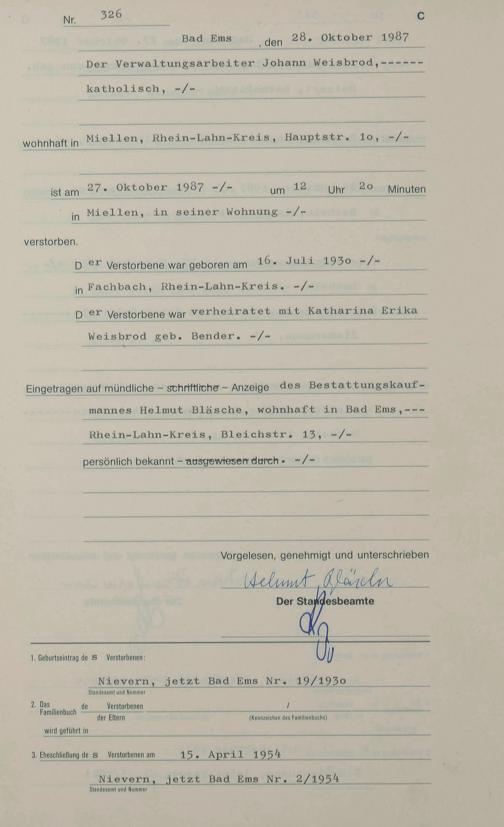 Nr. 326 C
Bad Ems, den 28. Oktober 1987
Der Verwaltungsarbeiter Johann Weisbrod,------
katholisch, -/-
wohnhaft in Miellen, Rhein-Lahn-Kreis, Hauptstr. 1o, -/-
ist am 27. Oktober 1987 -/- um 12 Uhr 2o Minuten
in Miellen, in seiner Wohnung -/-
verstorben.
D er Verstorbene war geboren am 16. Juli 193o -/-
in Fachbach, Rhein-Lahn-Kreis. -/-
D er Verstorbene war verheiratet mit Katharina Erika
Weisbrod geb. Bender. -/-
Eingetragen auf mündliche – schriftliche – Anzeige des Bestattungskauf-
mannes Helmut Bläsche, wohnhaft in Bad Ems,---
Rhein-Lahn-Kreis, Bleichstr. 13, -/-
persönlich bekannt – ausgewiesen durch - -/-
Vorgelesen, genehmigt und unterschrieben
Helmut
Der Standesbeamte
1. Geburtseintrag de s Verstorbenen:
Nievern, jetzt Bad Ems Nr. 19/193o
Standesamt und Nummer
2. Das Familienbuch de Verstorbenen /
der Eltern (Kennzeichen des Familienbuchs)
wird geführt in
3. Eheschließung de s Verstorbenen am 15. April 1954
Nievern, jetzt Bad Ems Nr. 2/1954
Standesamt und Nummer